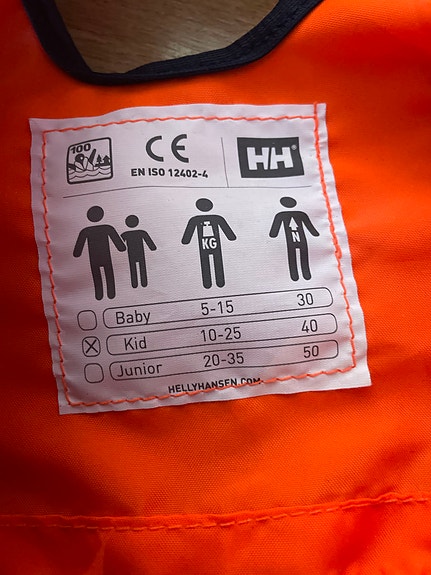 100
CE
EN ISO 12402-4
HH
KG
N
Baby 5-15 30
Kid 10-25 40
Junior 20-35 50
HELLYHANSEN.COM